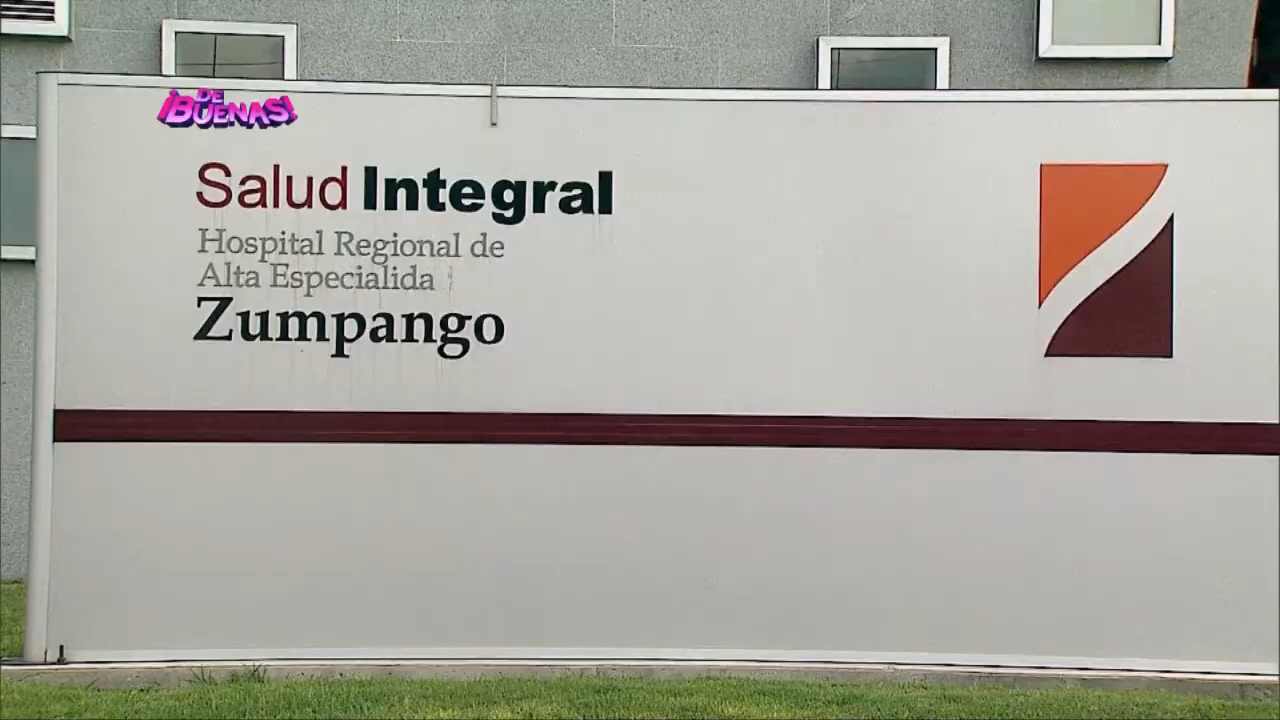 ¡DE
BUENAS!
Salud Integral
Hospital Regional de
Alta Especialida
Zumpango